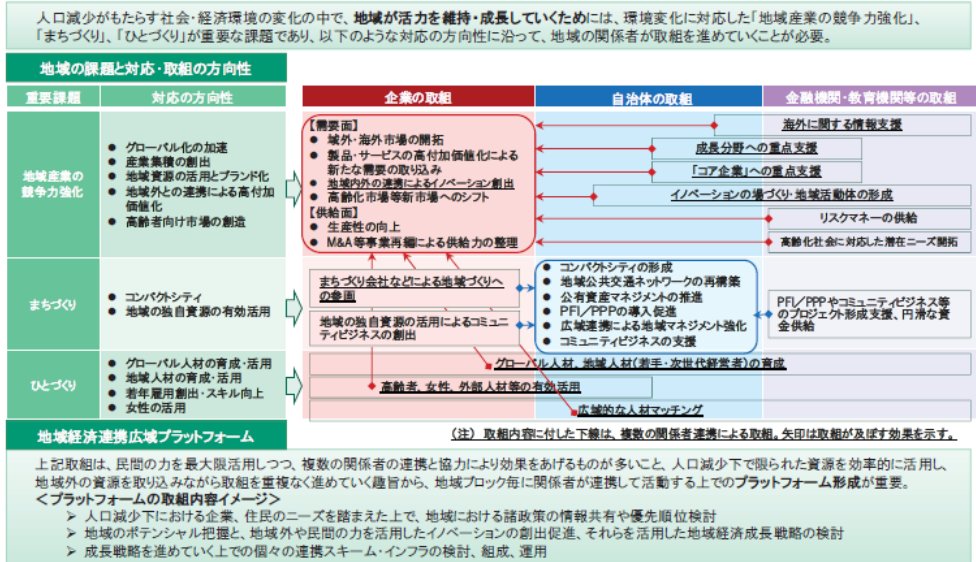 人口減少がもたらす社会・経済環境の変化の中で、地域が活力を維持・成長していくためには、環境変化に対応した「地域産業の競争力強化」、
「まちづくり」、「ひとづくり」が重要な課題であり、以下のような対応の方向性に沿って、地域の関係者が取組を進めていくことが必要。
地域の課題と対応・取組の方向性
重要課題
対応の方向性
企業の取組
自治体の取組
金融機関・教育機関等の取組
地域産業の
競争力強化
● グローバル化の加速
● 産業集積の創出
● 地域資源の活用とブランド化
● 地域外との連携による高付加
価値化
● 高齢者向け市場の創造
【需要面】
● 域外・海外市場の開拓
● 製品・サービスの高付加価値化による
新たな需要の取り込み
● 地域内外の連携によるイノベーション創出
● 高齢化市場等新市場へのシフト
【供給面】
● 生産性の向上
● M&A等事業再編による供給力の整理
海外に関する情報支援
成長分野への重点支援
「コア企業」への重点支援
イノベーションの場づくり・地域活動体の形成
リスクマネーの供給
高齢化社会に対応した潜在ニーズ開拓
まちづくり
● コンパクトシティ
● 地域の独自資源の有効活用
まちづくり会社などによる地域づくりへ
の参画
地域の独自資源の活用によるコミュニ
ティビジネスの創出
● コンパクトシティの形成
● 地域公共交通ネットワークの再構築
● 公有資産マネジメントの推進
● PFI/PPPの導入促進
● 広域連携による地域マネジメント強化
● コミュニティビジネスの支援
PFI/PPPやコミュニティビジネス等
のプロジェクト形成支援、円滑な資
金供給
ひとづくり
● グローバル人材の育成・活用
● 地域人材の育成・活用
● 若年雇用創出・スキル向上
● 女性の活用
グローバル人材、地域人材(若手・次世代経営者)の育成
高齢者、女性、外部人材等の有効活用
広域的な人材マッチング
地域経済連携広域プラットフォーム
(注) 取組内容に付した下線は、複数の関係者連携による取組。矢印は取組が及ぼす効果を示す。
上記取組は、民間の力を最大限活用しつつ、複数の関係者の連携と協力により効果をあげるものが多いこと、人口減少下で限られた資源を効率的に活用し、
地域外の資源を取り込みながら取組を重複なく進めていく趣旨から、地域ブロック毎に関係者が連携して活動する上でのプラットフォーム形成が重要。
<プラットフォームの取組内容イメージ>
➢ 人口減少下における企業、住民のニーズを踏まえた上で、地域における諸政策の情報共有や優先順位検討
➢ 地域のポテンシャル把握と、地域外や民間の力を活用したイノベーションの創出促進、それらを活用した地域経済成長戦略の検討
➢ 成長戦略を進めていく上での個々の連携スキーム・インフラの検討、組成、運用